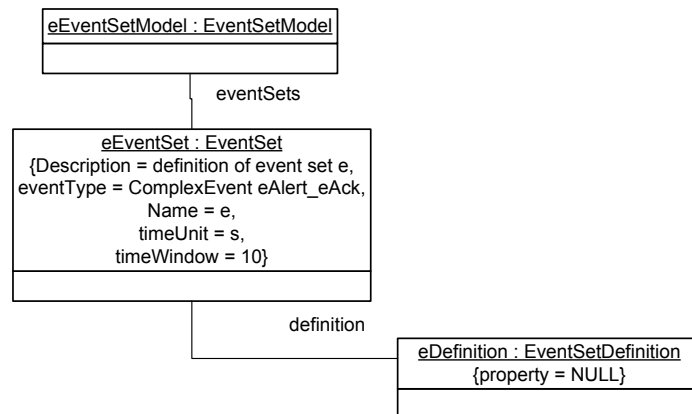 eEventSetModel : EventSetModel
eventSets
eEventSet : EventSet
{Description = definition of event set e,
eventType = ComplexEvent eAlert_eAck,
Name = e,
timeUnit = s,
timeWindow = 10}
definition
eDefinition : EventSetDefinition
{property = NULL}